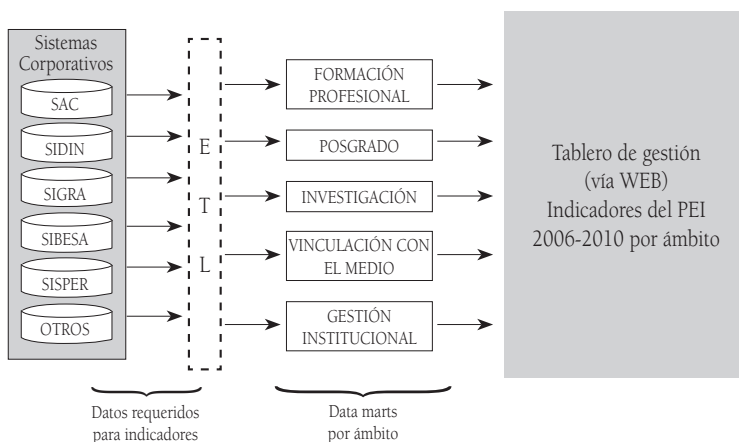 Sistemas
Corporativos
SAC
SIDIN
SIGRA
SIBESA
SISPER
OTROS
E
T
L
FORMACIÓN
PROFESIONAL
POSGRADO
INVESTIGACIÓN
VINCULACIÓN CON
EL MEDIO
GESTIÓN
INSTITUCIONAL
Tablero de gestión
(vía WEB)
Indicadores del PEI
2006-2010 por ámbito
Datos requeridos
para indicadores
Data marts
por ámbito